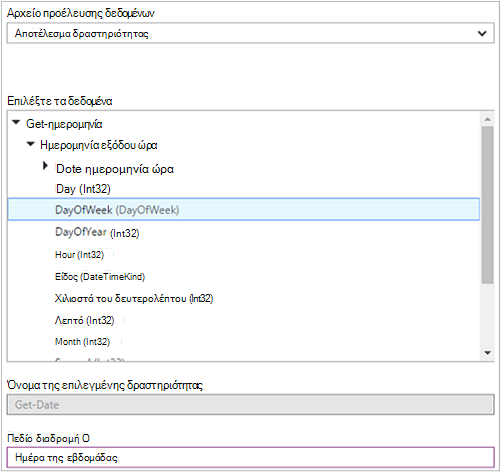 Αρχείο προέλευσης δεδομένων
Αποτέλεσμα δραστηριότητας
Επιλέξτε τα δεδομένα
Get-ημερομηνία
Ημερομηνία εξόδου ώρα
Dote ημερομηνία ώρα
Day (Int32)
DayOfWeek (DayOfWeek)
DayOfYear (Int32)
Hour (Int32)
Είδος (DateTimeKind)
Χιλιοστά του δευτερολέπτου (Int32)
Λεπτό (Int32)
Month (Int32)
Όνομα της επιλεγμένης δραστηριότητας
Get-Date
Πεδίο διαδρομή Ο
Ημέρα της εβδομάδας